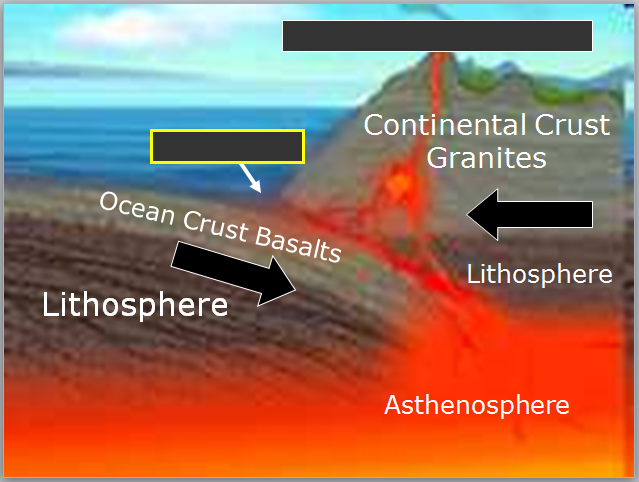 Continental Crust
Granites
Ocean Crust Basalts
Lithosphere
Lithosphere
Asthenosphere